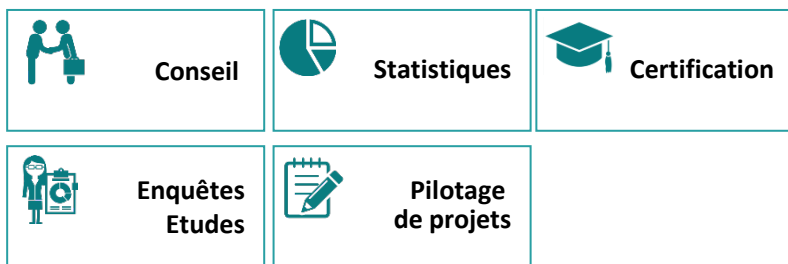 Conseil
Statistiques
Certification
Enquêtes
Etudes
Pilotage
de projets